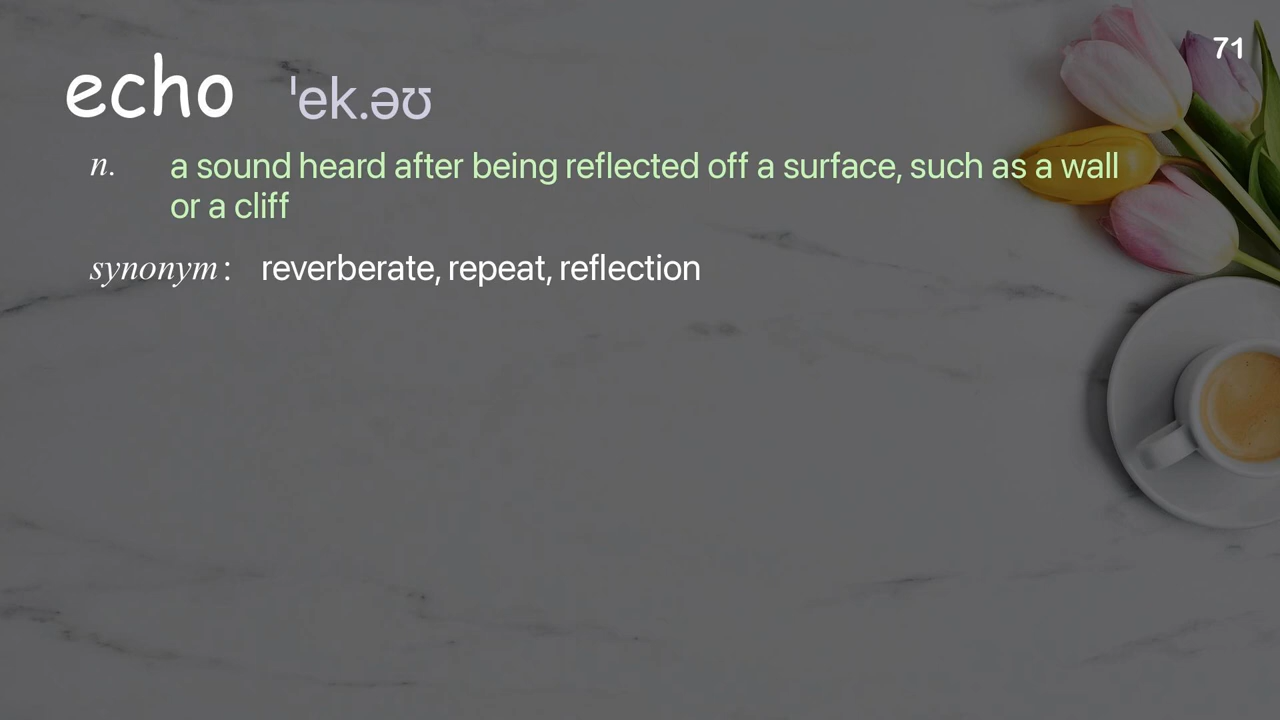 71
echo ˈek.əʊ
n. a sound heard after being reflected off a surface, such as a wall
or a cliff
synonym: reverberate, repeat, reflection